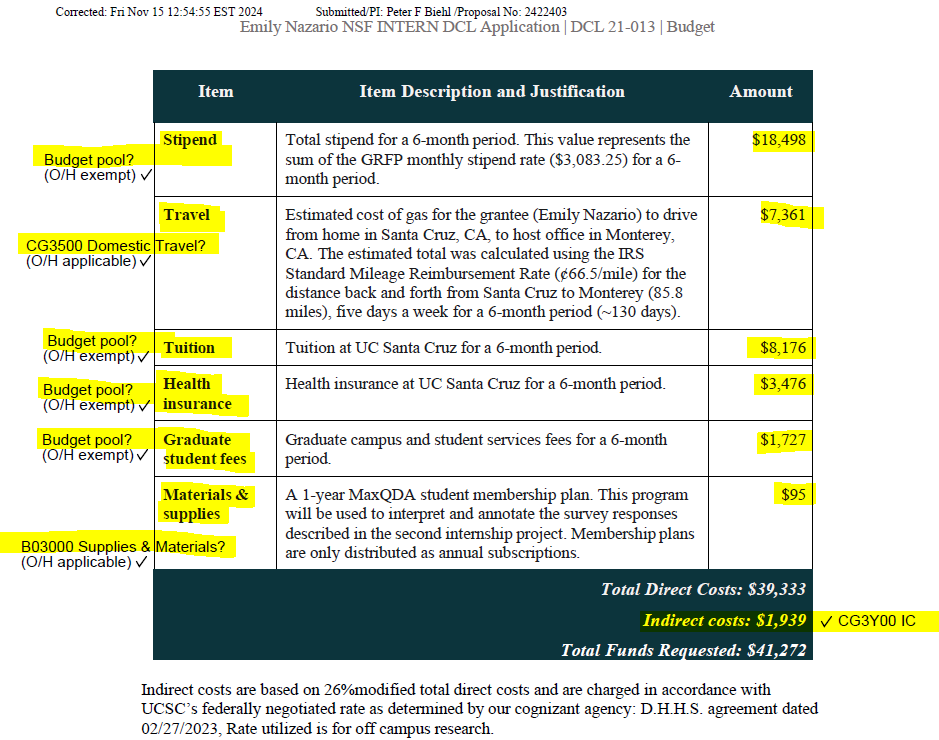 Corrected: Fri Nov 15 12:54:55 EST 2024 Submitted/PI: Peter F Biehl /Proposal No: 2422403
Emily Nazario NSF INTERN DCL Application | DCL 21-013 | Budget
Item Item Description and Justification Amount
Stipend Total stipend for a 6-month period. This value represents the $18,498
Budget pool? sum of the GRFP monthly stipend rate ($3,083.25) for a 6-
(O/H exempt) ✓ month period.
Travel Estimated cost of gas for the grantee (Emily Nazario) to drive $7,361
from home in Santa Cruz, CA, to host office in Monterey,
CG3500 Domestic Travel? CA. The estimated total was calculated using the IRS
(O/H applicable) ✓ Standard Mileage Reimbursement Rate (¢66.5/mile) for the
distance back and forth from Santa Cruz to Monterey (85.8
miles), five days a week for a 6-month period (~130 days).
Budget pool?
(O/H exempt) ✓ Tuition Tuition at UC Santa Cruz for a 6-month period. $8,176
Budget pool? Health Health insurance at UC Santa Cruz for a 6-month period. $3,476
(O/H exempt) ✓ insurance
Budget pool? Graduate Graduate campus and student services fees for a 6-month $1,727
(O/H exempt) ✓ student fees period.
Materials & A 1-year MaxQDA student membership plan. This program $95
supplies will be used to interpret and annotate the survey responses
described in the second internship project. Membership plans
B03000 Supplies & Materials? are only distributed as annual subscriptions.
(O/H applicable) ✓
Total Direct Costs: $39,333
Indirect costs: $1,939 ✓ CG3Y00 IC
Total Funds Requested: $41,272
Indirect costs are based on 26%modified total direct costs and are charged in accordance with
UCSC’s federally negotiated rate as determined by our cognizant agency: D.H.H.S. agreement dated
02/27/2023, Rate utilized is for off campus research.